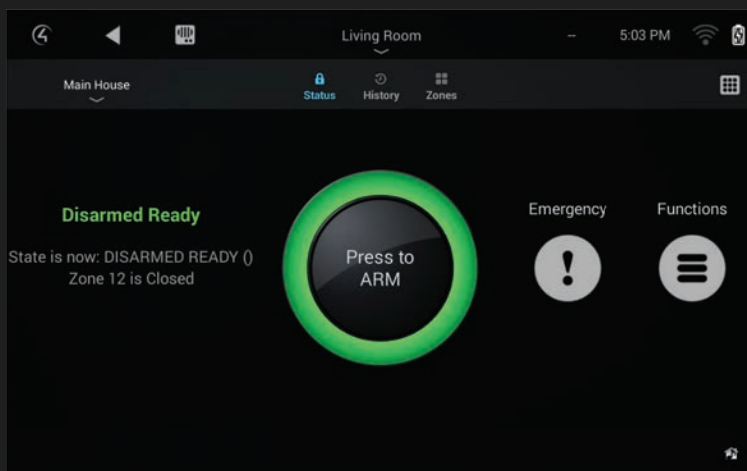 Living Room
--
5:03 PM
Main House
Status
History
Zones
Disarmed Ready
State is now: DISARMED READY ()
Zone 12 is Closed
Press to
ARM
Emergency
Functions